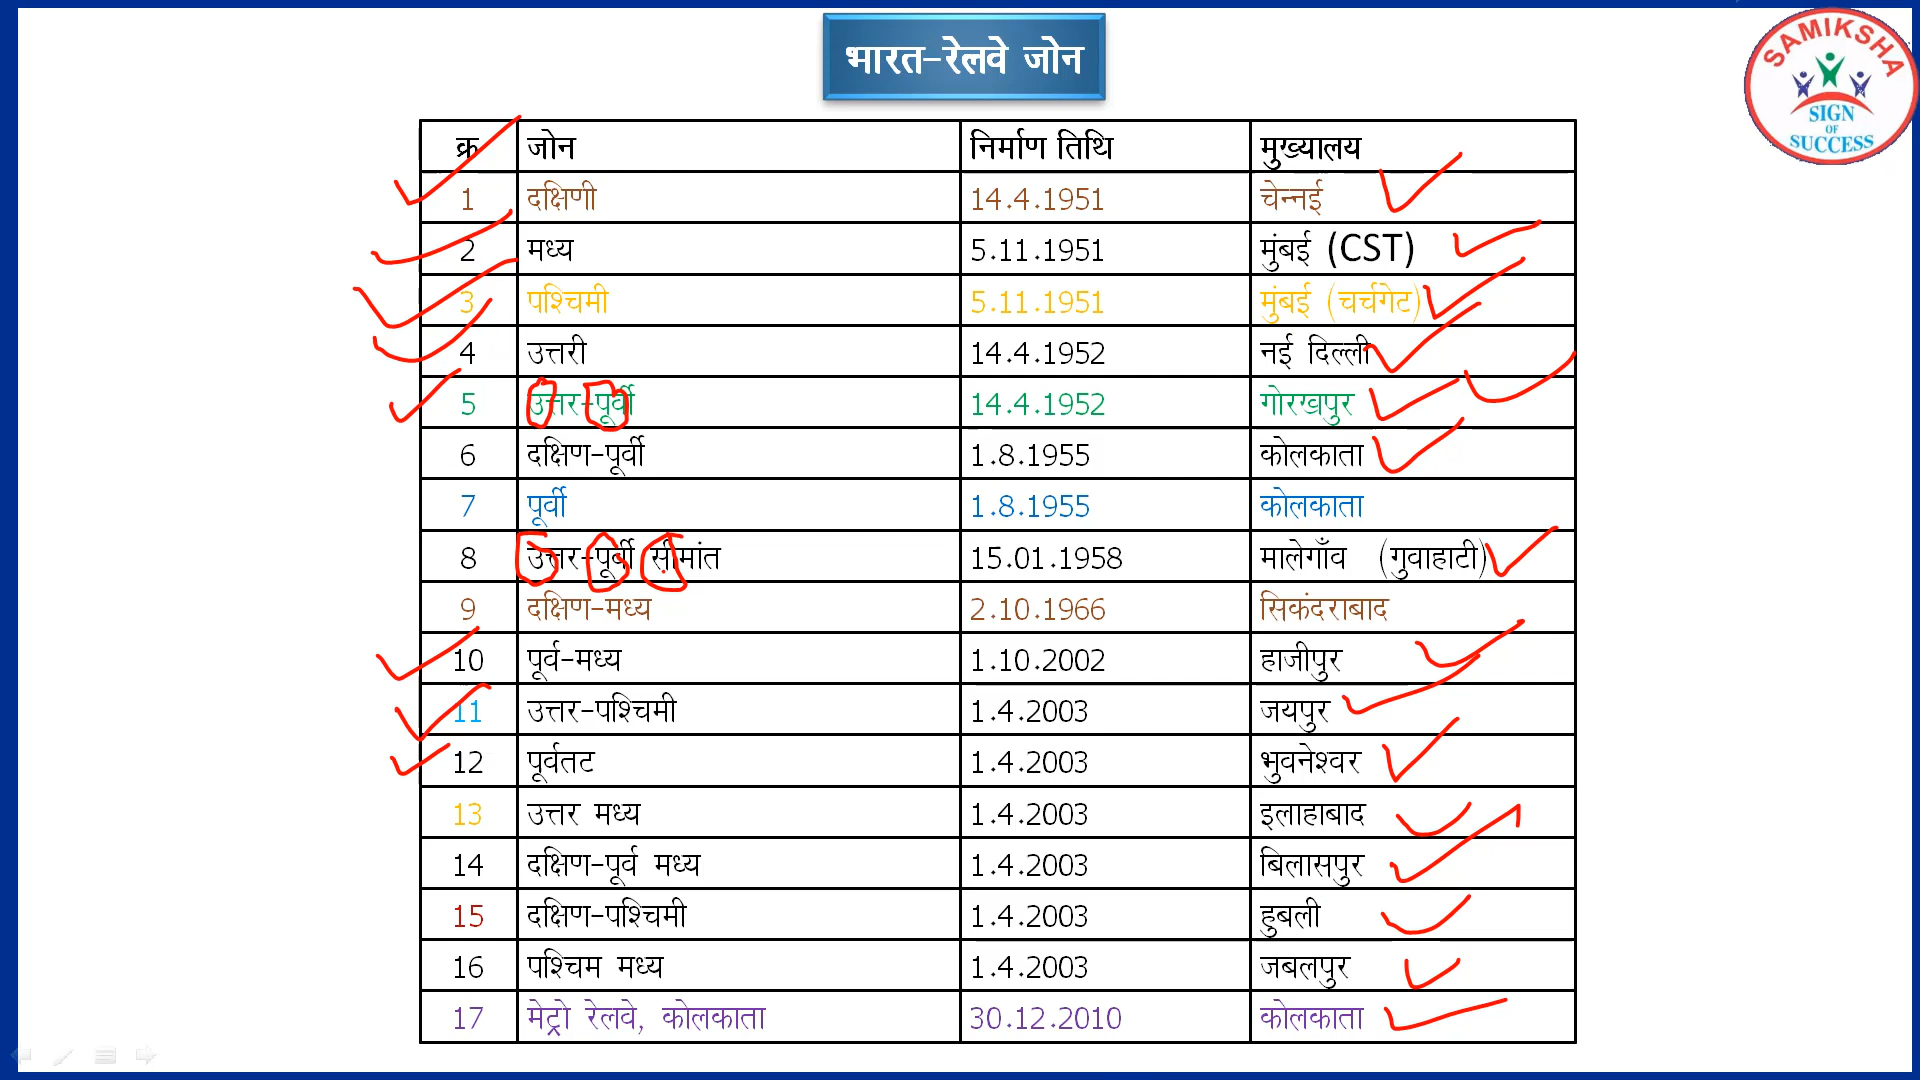 भारत-रेलवे जोन
SAMIKSHA
SIGN
OF
SUCCESS
क्र जोन निर्माण तिथि मुख्यालय
1 दक्षिणी 14.4.1951 चेन्नई
2 मध्य 5.11.1951 मुंबई (CST)
3 पश्चिमी 5.11.1951 मुंबई (चर्चगेट)
4 उत्तरी 14.4.1952 नई दिल्ली
5 उत्तर-पूर्वी 14.4.1952 गोरखपुर
6 दक्षिण-पूर्वी 1.8.1955 कोलकाता
7 पूर्वी 1.8.1955 कोलकाता
8 उत्तर-पूर्वी सीमांत 15.01.1958 मालेगाँव (गुवाहाटी)
9 दक्षिण-मध्य 2.10.1966 सिकंदराबाद
10 पूर्व-मध्य 1.10.2002 हाजीपुर
11 उत्तर-पश्चिमी 1.4.2003 जयपुर
12 पूर्वतट 1.4.2003 भुवनेश्वर
13 उत्तर मध्य 1.4.2003 इलाहाबाद
14 दक्षिण-पूर्व मध्य 1.4.2003 बिलासपुर
15 दक्षिण-पश्चिमी 1.4.2003 हुबली
16 पश्चिम मध्य 1.4.2003 जबलपुर
17 मेट्रो रेलवे, कोलकाता 30.12.2010 कोलकाता